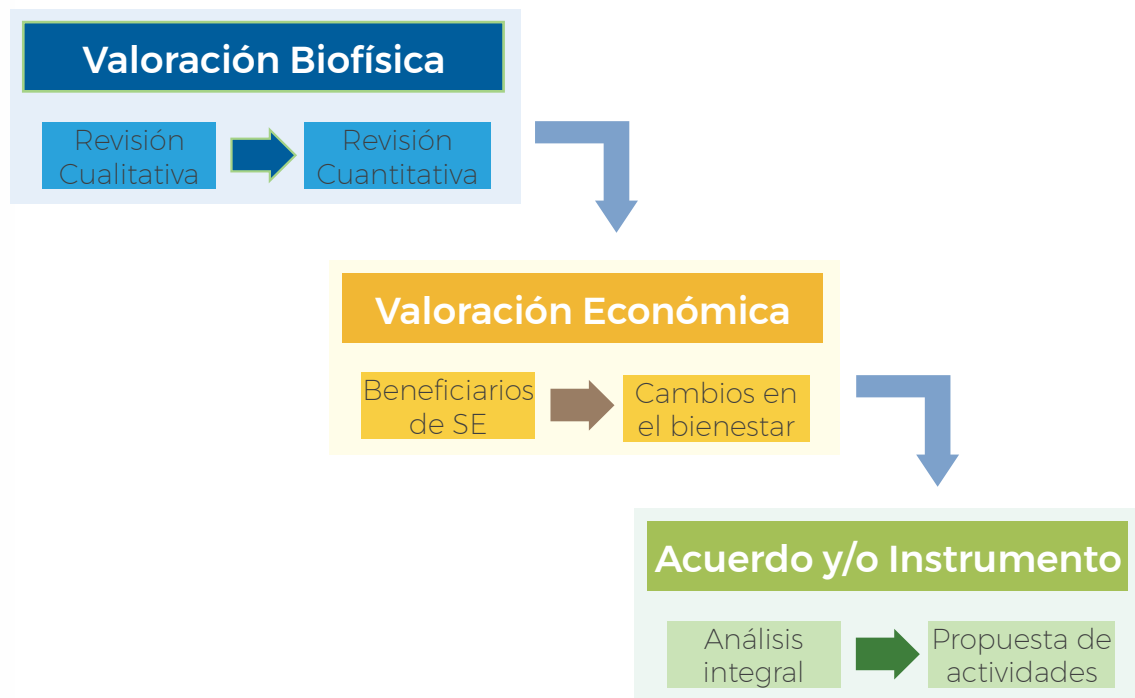 Valoración Biofísica
Revisión
Cualitativa
Revisión
Cuantitativa
Valoración Económica
Beneficiarios
de SE
Cambios en
el bienestar
Acuerdo y/o Instrumento
Análisis
integral
Propuesta de
actividades